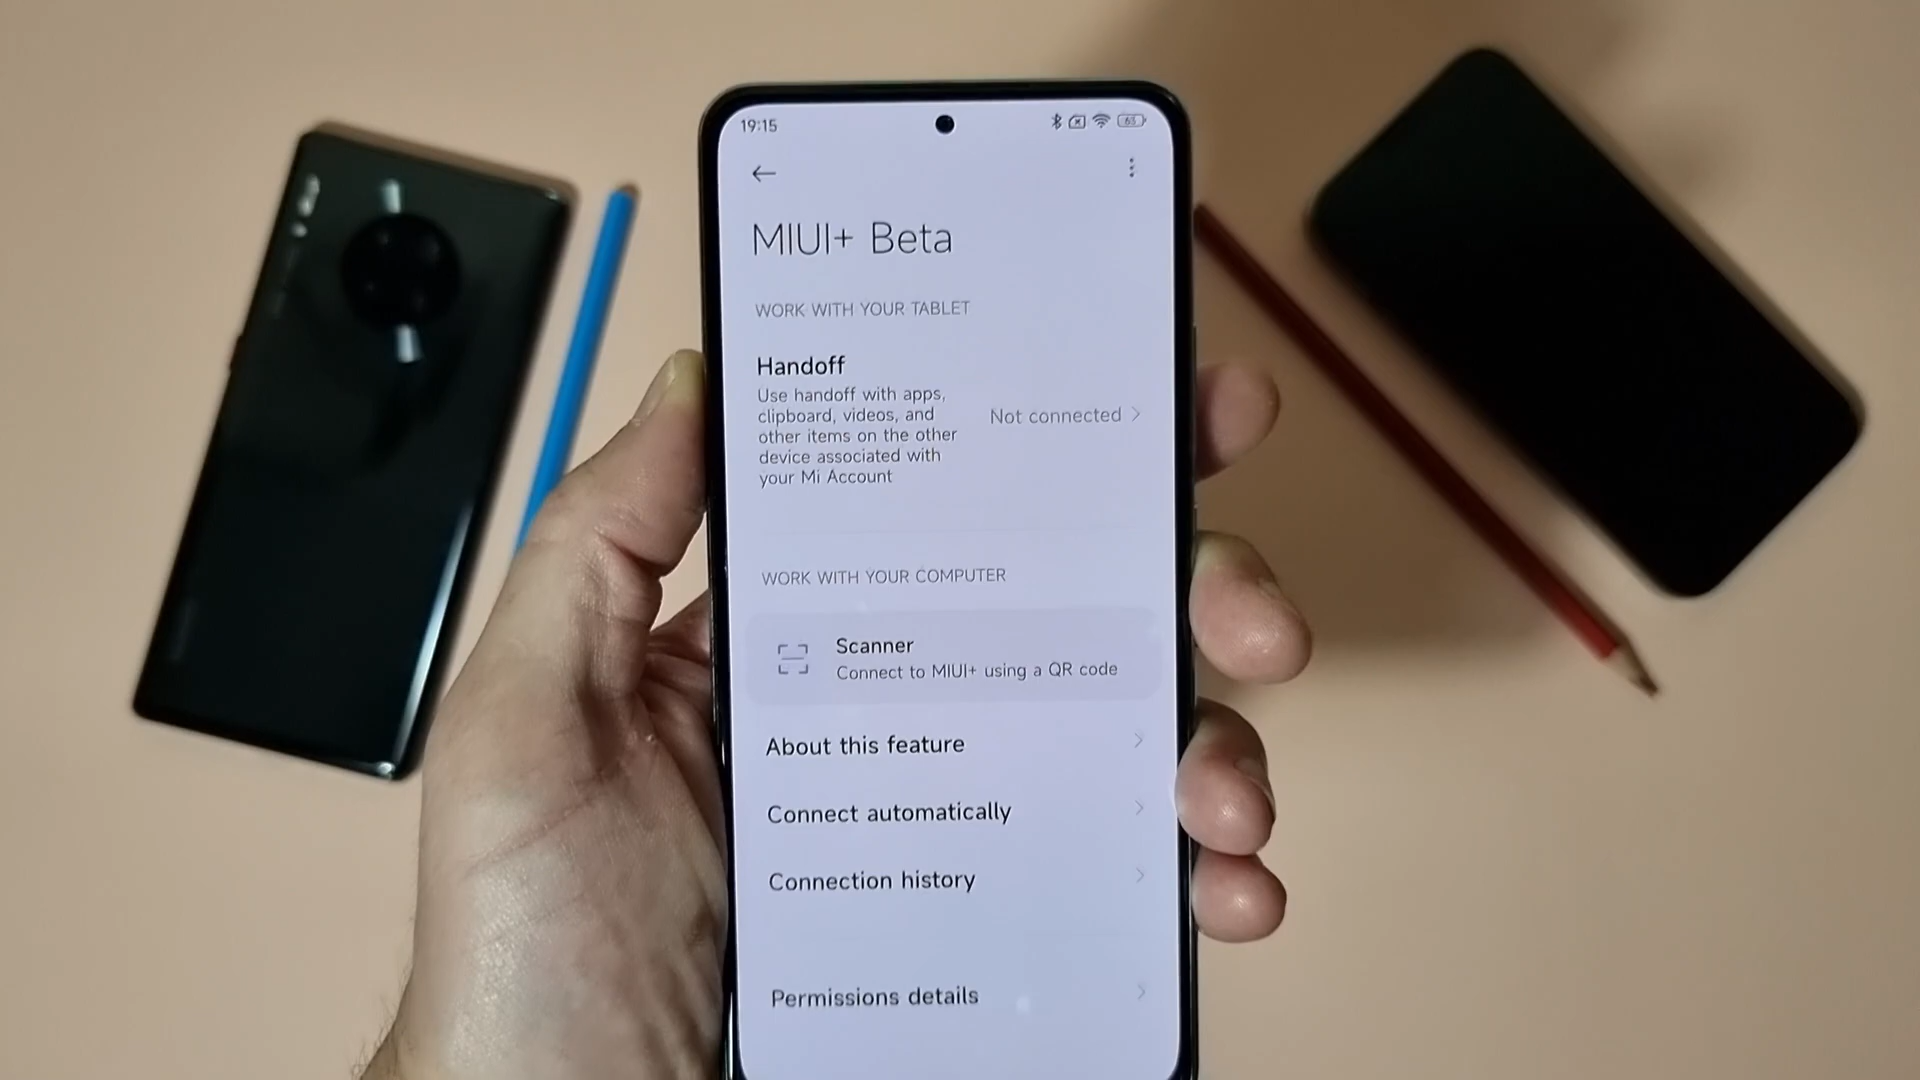 19:15
63
MIUI+ Beta
WORK WITH YOUR TABLET
Handoff
Use handoff with apps,
clipboard, videos, and
other items on the other
device associated with
your Mi Account
Not connected
WORK WITH YOUR COMPUTER
Scanner
Connect to MIUI+ using a QR code
About this feature
Connect automatically
Connection history
Permissions details